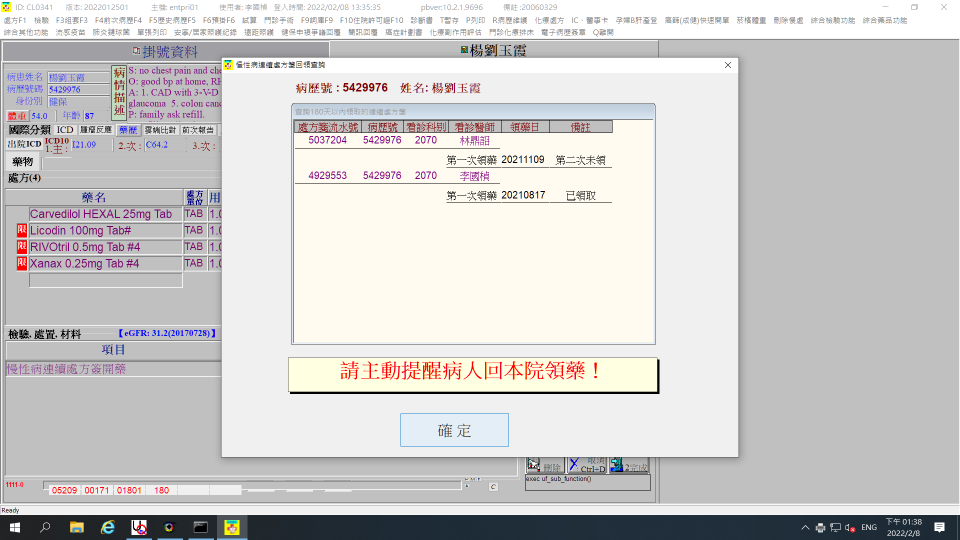 ID: CL0341 版本: 2022012501 主機: entpri01 使用者: 李國楨 登入時間: 2022/02/08 13:35:35 pbver:10.2.1.9696 備註:20060329
處方F1 檢驗 F3組套F3 F4前次病歷F4 F5歷史病歷F5 F6預掛F6 試算 門診手術 F9詞庫F9 F10住院許可證F10 診斷書 T暫存 P列印 R病歷維護 化療處方 IC、醫事卡 孕婦B肝產登 高篩(成健)快速開單 菸檳篩查 刪除餐處 綜合檢驗功能 綜合藥品功能
綜合其他功能 流感疫苗 肺炎鏈球菌 單張列印 安寧/居家照護紀錄 遠距照護 健保申複爭議回覆 簡訊回覆 癌症計劃書 化療副作用評估 門診化療排床 電子病歷簽章 Q離開
掛號資料 楊劉玉霞
病患姓名 楊劉玉霞
病歷號碼 5429976
身份別 健保
體重 54.0 年齡 87
病情描述
S: no chest pain and che
O: good bp at home, RH
A: 1. CAD with 3-V-D
glaucoma 5. colon canc
P: family ask refill.
國際分類 ICD 腫瘤反應 藥歷 雲端比對 前次報告
出院ICD ICD10 1.主: I21.09 2.次: C64.2 3.次:
藥物
處方(4)
藥名 處方單位 用
Carvedilol HEXAL 25mg Tab TAB 1.0
限 Licodin 100mg Tab# TAB 1.0
限 RIVOtril 0.5mg Tab #4 TAB 1.0
限 Xanax 0.25mg Tab #4 TAB 1.0
檢驗, 處置, 材料 【eGFR: 31.2(20170728)】
項目
慢性病連續處方簽開藥
慢性病連續處方簽回領查詢
病歷號 : 5429976 姓名: 楊劉玉霞
查詢180天以內領取的連續處方簽
處方箋流水號 病歷號 看診科別 看診醫師 領藥日 備註
5037204 5429976 2070 林鼎詔
第一次領藥 20211109 第二次未領
4929553 5429976 2070 李國楨
第一次領藥 20210817 已領取
請主動提醒病人回本院領藥！
確 定
刪除 取消 Ctrl+D F12完成
exec uf_sub_function()
1111-0 05209 00171 01801 180 C
Ready
ENG 下午 01:38
2022/2/8